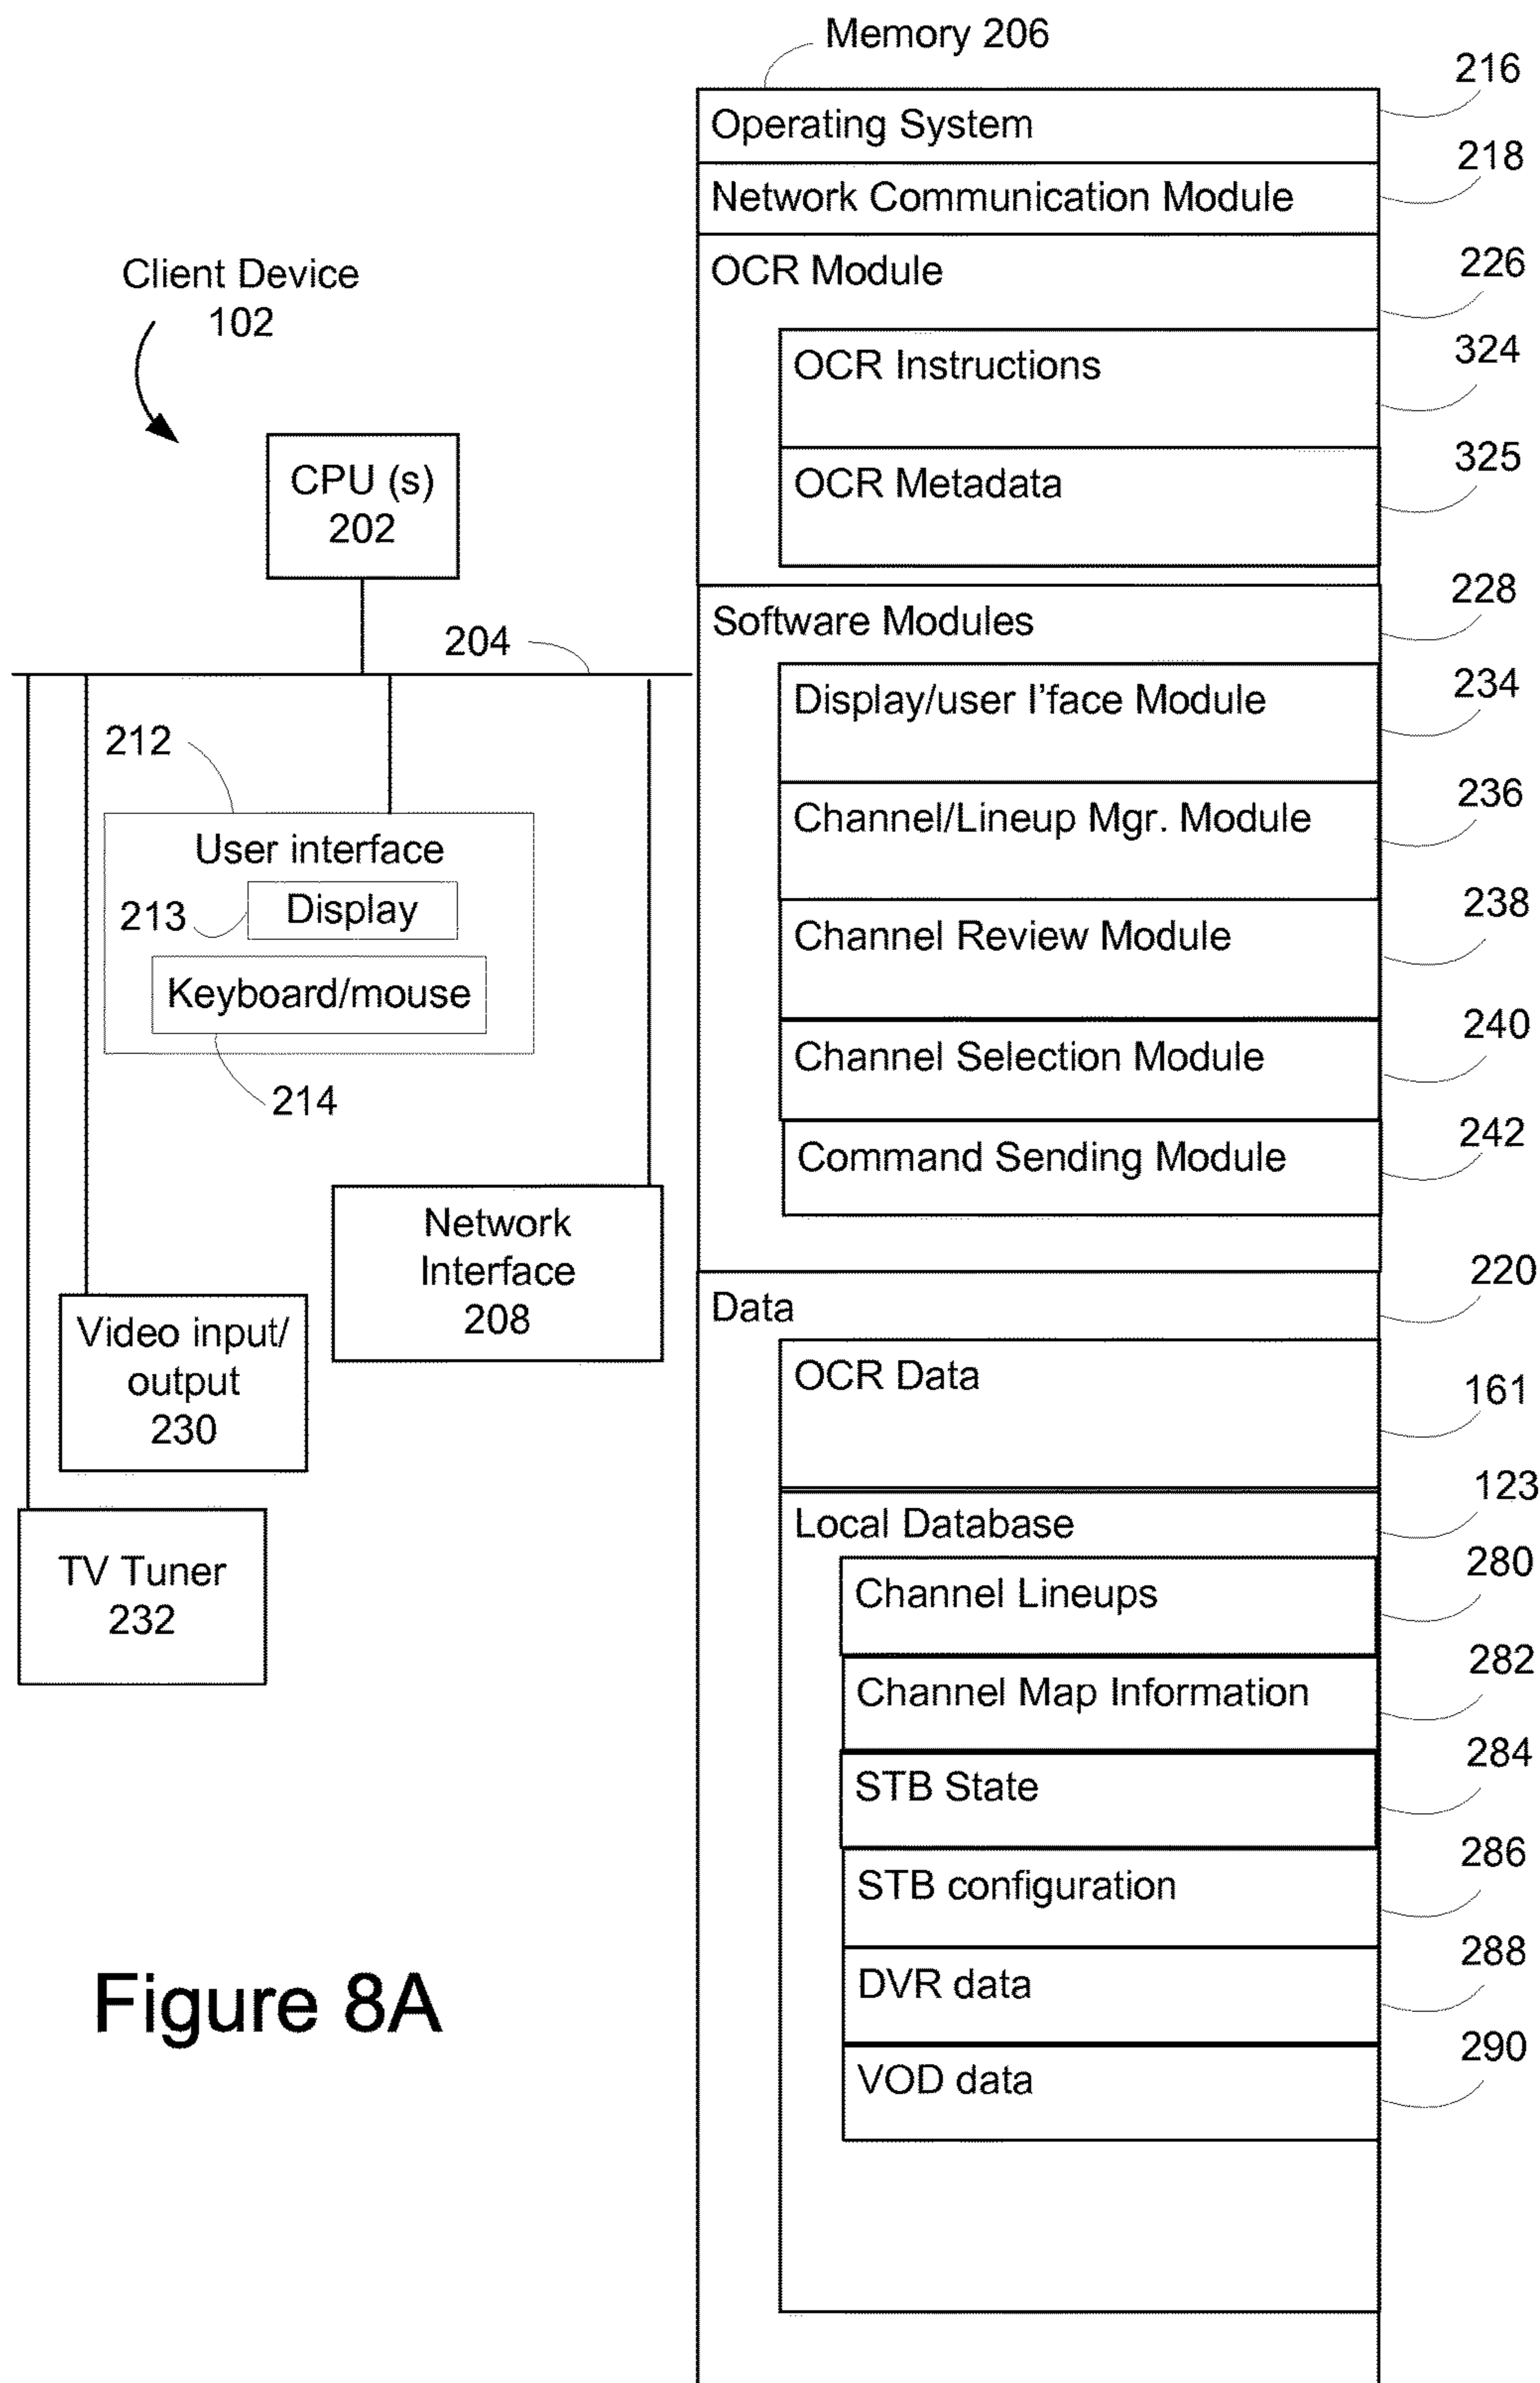 Memory 206
216
Operating System
218
Network Communication Module
226
OCR Module
324
OCR Instructions
325
OCR Metadata
228
Software Modules
234
Display/user I'face Module
236
Channel/Lineup Mgr. Module
238
Channel Review Module
240
Channel Selection Module
242
Command Sending Module
220
Data
161
OCR Data
123
Local Database
280
Channel Lineups
282
Channel Map Information
284
STB State
286
STB configuration
288
DVR data
290
VOD data
Client Device
102
CPU (s)
202
204
212
User interface
213
Display
Keyboard/mouse
214
Network
Interface
208
Video input/
output
230
TV Tuner
232
Figure 8A